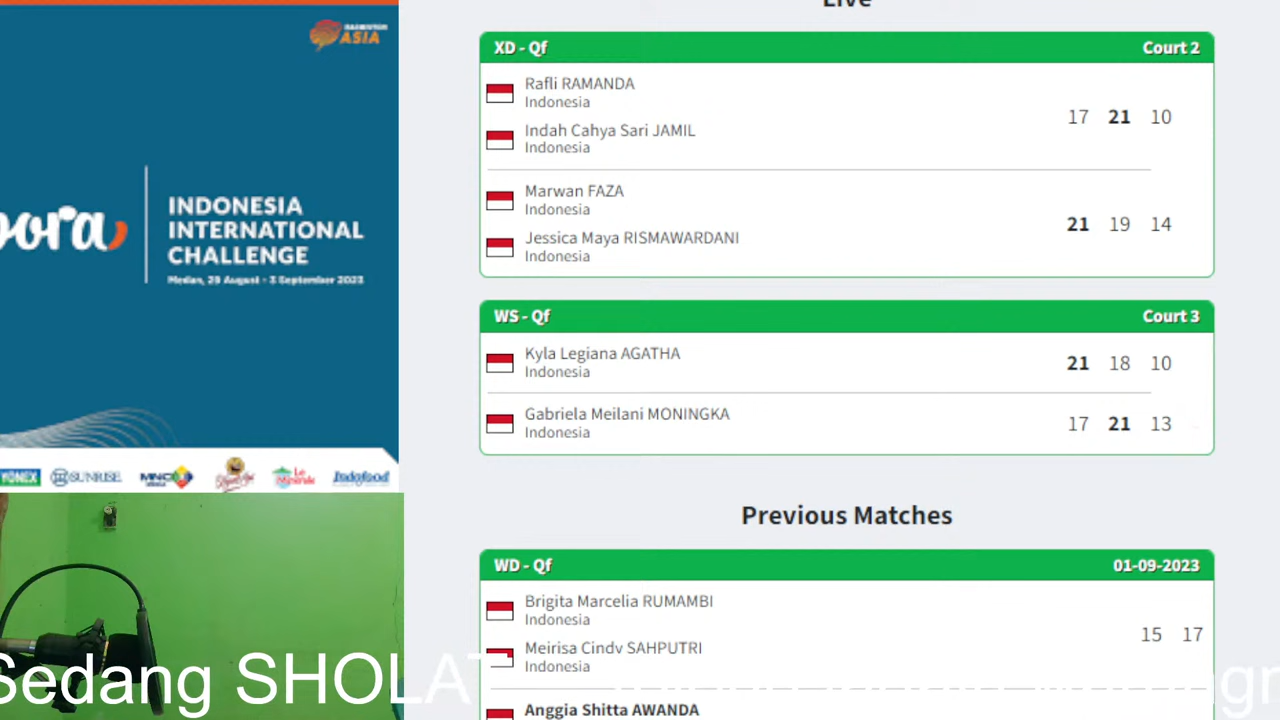 BADMINTON
ASIA
ora
INDONESIA
INTERNATIONAL
CHALLENGE
Medan, 29 August - 3 September 2023
YONEX SUNRISE MNC Le Minerale Indofood
Live
XD - Qf Court 2
Rafli RAMANDA
Indonesia
17 21 10
Indah Cahya Sari JAMIL
Indonesia
Marwan FAZA
Indonesia
21 19 14
Jessica Maya RISMAWARDANI
Indonesia
WS - Qf Court 3
Kyla Legiana AGATHA
Indonesia
21 18 10
Gabriela Meilani MONINGKA
Indonesia
17 21 13
Previous Matches
WD - Qf 01-09-2023
Brigita Marcelia RUMAMBI
Indonesia
15 17
Meirisa Cindy SAHPUTRI
Indonesia
Anggia Shitta AWANDA
Sedang SHOLAT